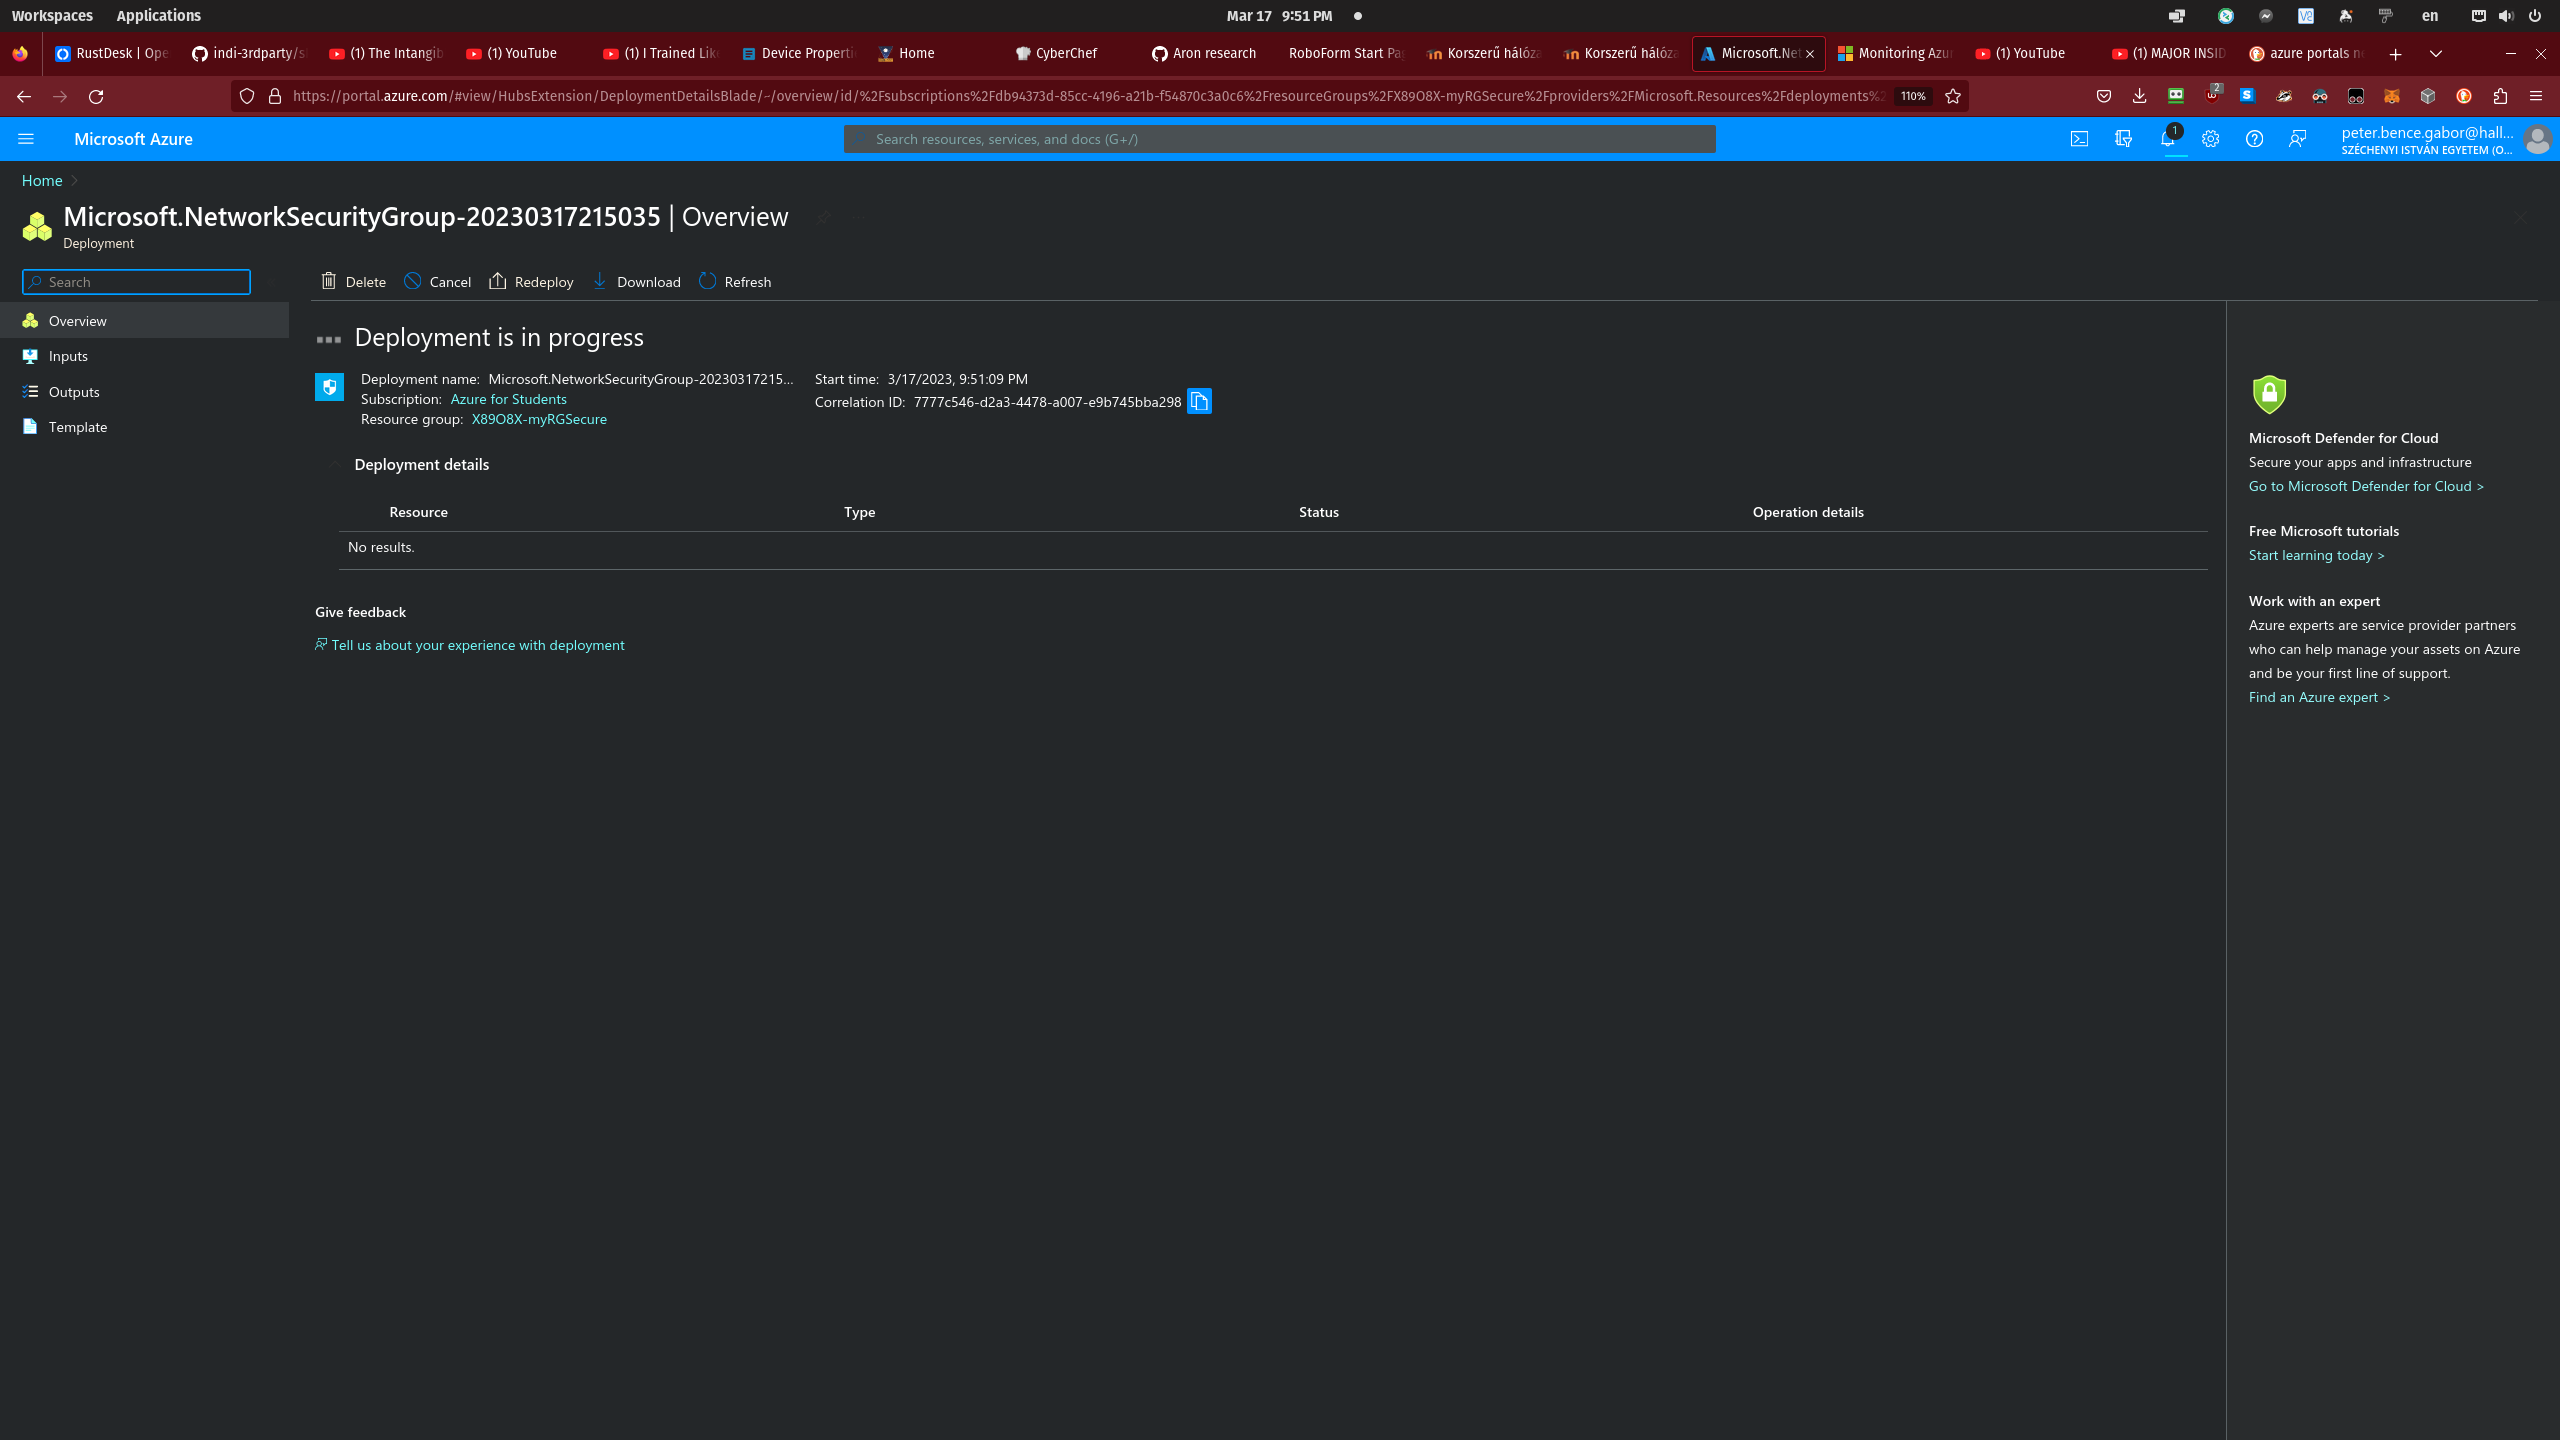 Workspaces Applications Mar 17 9:51 PM en
RustDesk | Ope indi-3rdparty/s (1) The Intangib (1) YouTube (1) I Trained Lik Device Properti Home CyberChef Aron research RoboForm Start Pa Korszerű hálóza Korszerű hálóza Microsoft.Net Monitoring Azur (1) YouTube (1) MAJOR INSID azure portals n
https://portal.azure.com/#view/HubsExtension/DeploymentDetailsBlade/~/overview/id/%2Fsubscriptions%2Fdb94373d-85cc-4196-a21b-f54870c3a0c6%2FresourceGroups%2FX89O8X-myRGSecure%2Fproviders%2FMicrosoft.Resources%2Fdeployments%2 110% 2
Microsoft Azure Search resources, services, and docs (G+/) 1 peter.bence.gabor@hall...
SZÉCHENYI ISTVÁN EGYETEM (O...
Home
Microsoft.NetworkSecurityGroup-20230317215035 | Overview
Deployment
Search Delete Cancel Redeploy Download Refresh
Overview
Inputs
Outputs
Template
Deployment is in progress
Deployment name: Microsoft.NetworkSecurityGroup-20230317215... Start time: 3/17/2023, 9:51:09 PM
Subscription: Azure for Students Correlation ID: 7777c546-d2a3-4478-a007-e9b745bba298
Resource group: X89O8X-myRGSecure
Deployment details
Resource Type Status Operation details
No results.
Give feedback
Tell us about your experience with deployment
Microsoft Defender for Cloud
Secure your apps and infrastructure
Go to Microsoft Defender for Cloud >
Free Microsoft tutorials
Start learning today >
Work with an expert
Azure experts are service provider partners
who can help manage your assets on Azure
and be your first line of support.
Find an Azure expert >